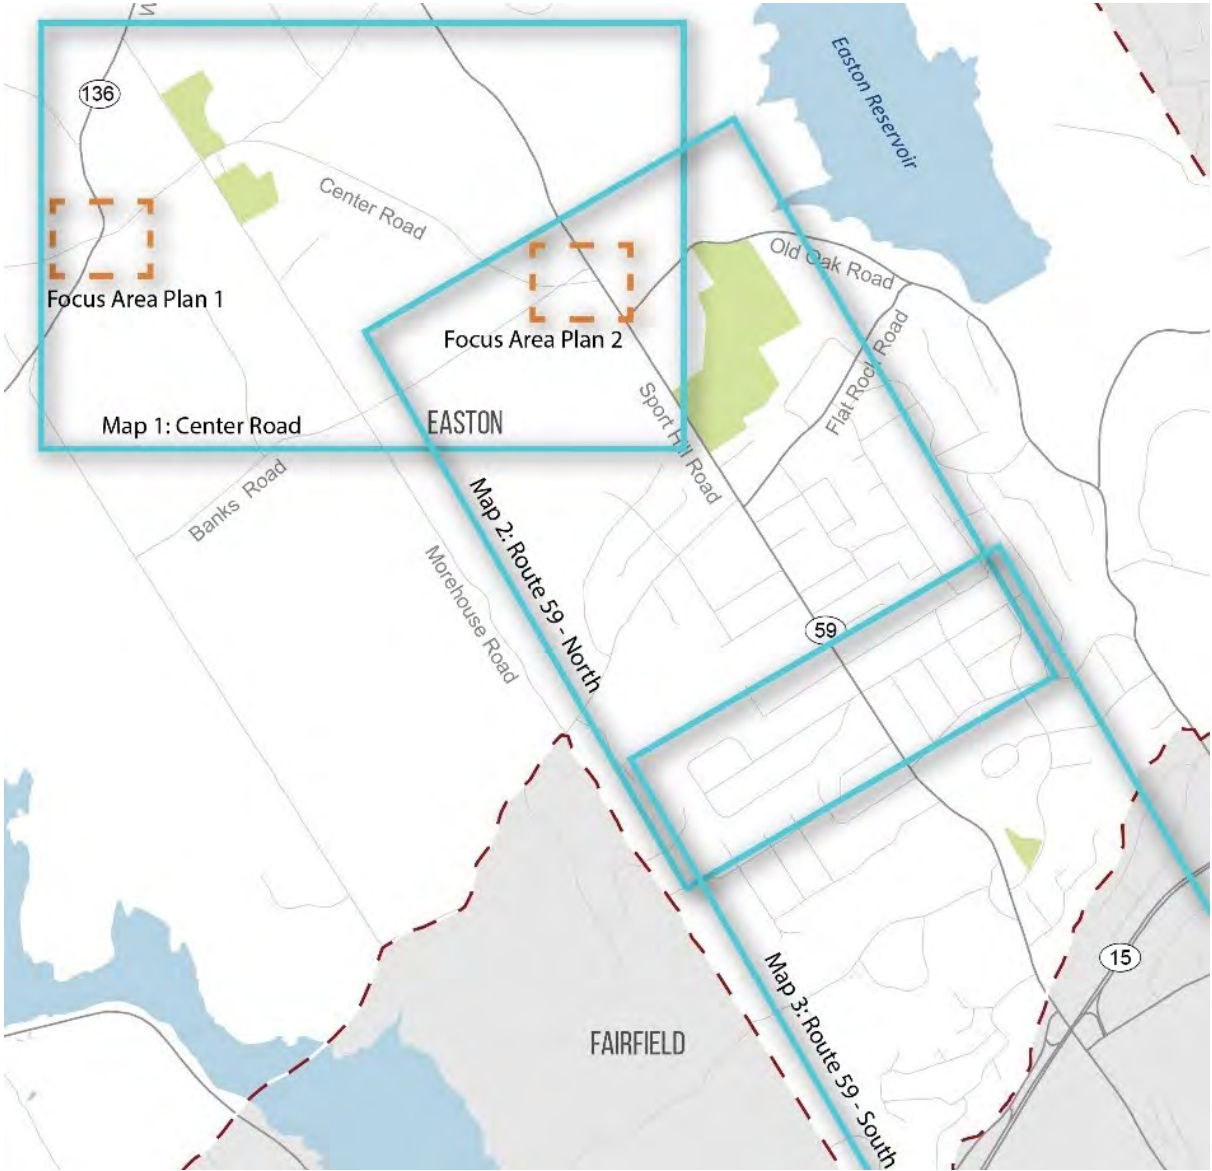 136
Easton Reservoir
Center Road
Old Oak Road
Focus Area Plan 1
Focus Area Plan 2
Flat Rock Road
Sport Hill Road
Map 1: Center Road
EASTON
Banks Road
Map 2: Route 59 - North
Morehouse Road
59
15
Map 3: Route 59 - South
FAIRFIELD